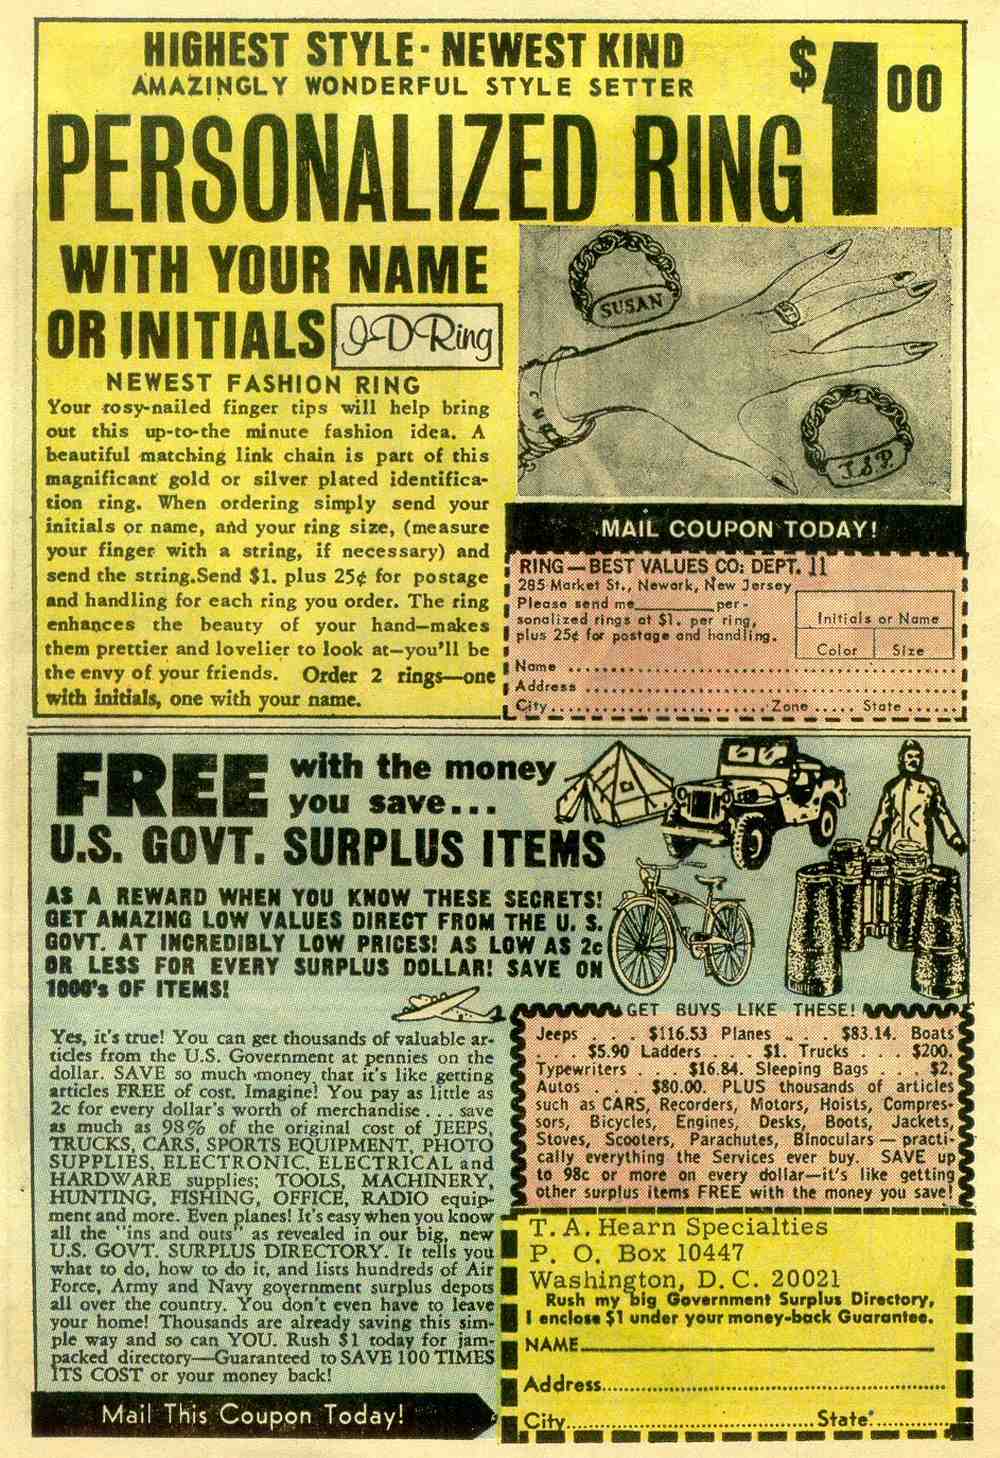 HIGHEST STYLE · NEWEST KIND
AMAZINGLY WONDERFUL STYLE SETTER
$1 00
PERSONALIZED RING
WITH YOUR NAME
OR INITIALS
I-D-Ring
NEWEST FASHION RING
Your rosy-nailed finger tips will help bring
out this up-to-the minute fashion idea. A
beautiful matching link chain is part of this
magnificant gold or silver plated identifica-
tion ring. When ordering simply send your
initials or name, and your ring size, (measure
your finger with a string, if necessary) and
send the string.Send $1. plus 25¢ for postage
and handling for each ring you order. The ring
enhances the beauty of your hand—makes
them prettier and lovelier to look at—you'll be
the envy of your friends. Order 2 rings—one
with initials, one with your name.
SUSAN
J.S.P.
MAIL COUPON TODAY!
RING — BEST VALUES CO: DEPT. 11
285 Market St., Newark, New Jersey
Please send me________per-
sonalized rings at $1. per ring,
plus 25¢ for postage and handling.
Initials or Name
Color Size
Name ..........
Address ..........
City.......... Zone ..... State ......
FREE with the money
you save...
U.S. GOVT. SURPLUS ITEMS
AS A REWARD WHEN YOU KNOW THESE SECRETS!
GET AMAZING LOW VALUES DIRECT FROM THE U. S.
GOVT. AT INCREDIBLY LOW PRICES! AS LOW AS 2c
OR LESS FOR EVERY SURPLUS DOLLAR! SAVE ON
1000's OF ITEMS!
Yes, it's true! You can get thousands of valuable ar-
ticles from the U.S. Government at pennies on the
dollar. SAVE so much money that it's like getting
articles FREE of cost. Imagine! You pay as little as
2c for every dollar's worth of merchandise . . . save
as much as 98% of the original cost of JEEPS,
TRUCKS, CARS, SPORTS EQUIPMENT, PHOTO
SUPPLIES, ELECTRONIC, ELECTRICAL and
HARDWARE supplies; TOOLS, MACHINERY,
HUNTING, FISHING, OFFICE, RADIO equip-
ment and more. Even planes! It's easy when you know
all the "ins and outs" as revealed in our big, new
U.S. GOVT. SURPLUS DIRECTORY. It tells you
what to do, how to do it, and lists hundreds of Air
Force, Army and Navy government surplus depots
all over the country. You don't even have to leave
your home! Thousands are already saving this sim-
ple way and so can YOU. Rush $1 today for jam-
packed directory—Guaranteed to SAVE 100 TIMES
ITS COST or your money back!
Mail This Coupon Today!
GET BUYS LIKE THESE!
Jeeps . . . $116.53 Planes . . . $83.14. Boats
. . . $5.90 Ladders . . . $1. Trucks . . . $200.
Typewriters . . . $16.84. Sleeping Bags . . . $2.
Autos . . . $80.00. PLUS thousands of articles
such as CARS, Recorders, Motors, Hoists, Compres-
sors, Bicycles, Engines, Desks, Boots, Jackets,
Stoves, Scooters, Parachutes, Binoculars — practi-
cally everything the Services ever buy. SAVE up
to 98c or more on every dollar—it's like getting
other surplus items FREE with the money you save!
T. A. Hearn Specialties
P. O. Box 10447
Washington, D. C. 20021
Rush my big Government Surplus Directory,
I enclose $1 under your money-back Guarantee.
NAME__________
Address..........
City..........State..........